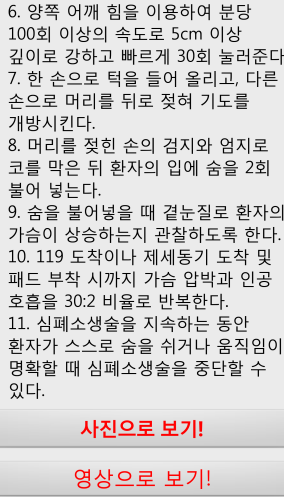 6. 양쪽 어깨 힘을 이용하여 분당
100회 이상의 속도로 5cm 이상
깊이로 강하고 빠르게 30회 눌러준다
7. 한 손으로 턱을 들어 올리고, 다른
손으로 머리를 뒤로 젖혀 기도를
개방시킨다.
8. 머리를 젖힌 손의 검지와 엄지로
코를 막은 뒤 환자의 입에 숨을 2회
불어 넣는다.
9. 숨을 불어넣을 때 곁눈질로 환자의
가슴이 상승하는지 관찰하도록 한다.
10. 119 도착이나 제세동기 도착 및
패드 부착 시까지 가슴 압박과 인공
호흡을 30:2 비율로 반복한다.
11. 심폐소생술을 지속하는 동안
환자가 스스로 숨을 쉬거나 움직임이
명확할 때 심폐소생술을 중단할 수
있다.
사진으로 보기!
영상으로 보기!